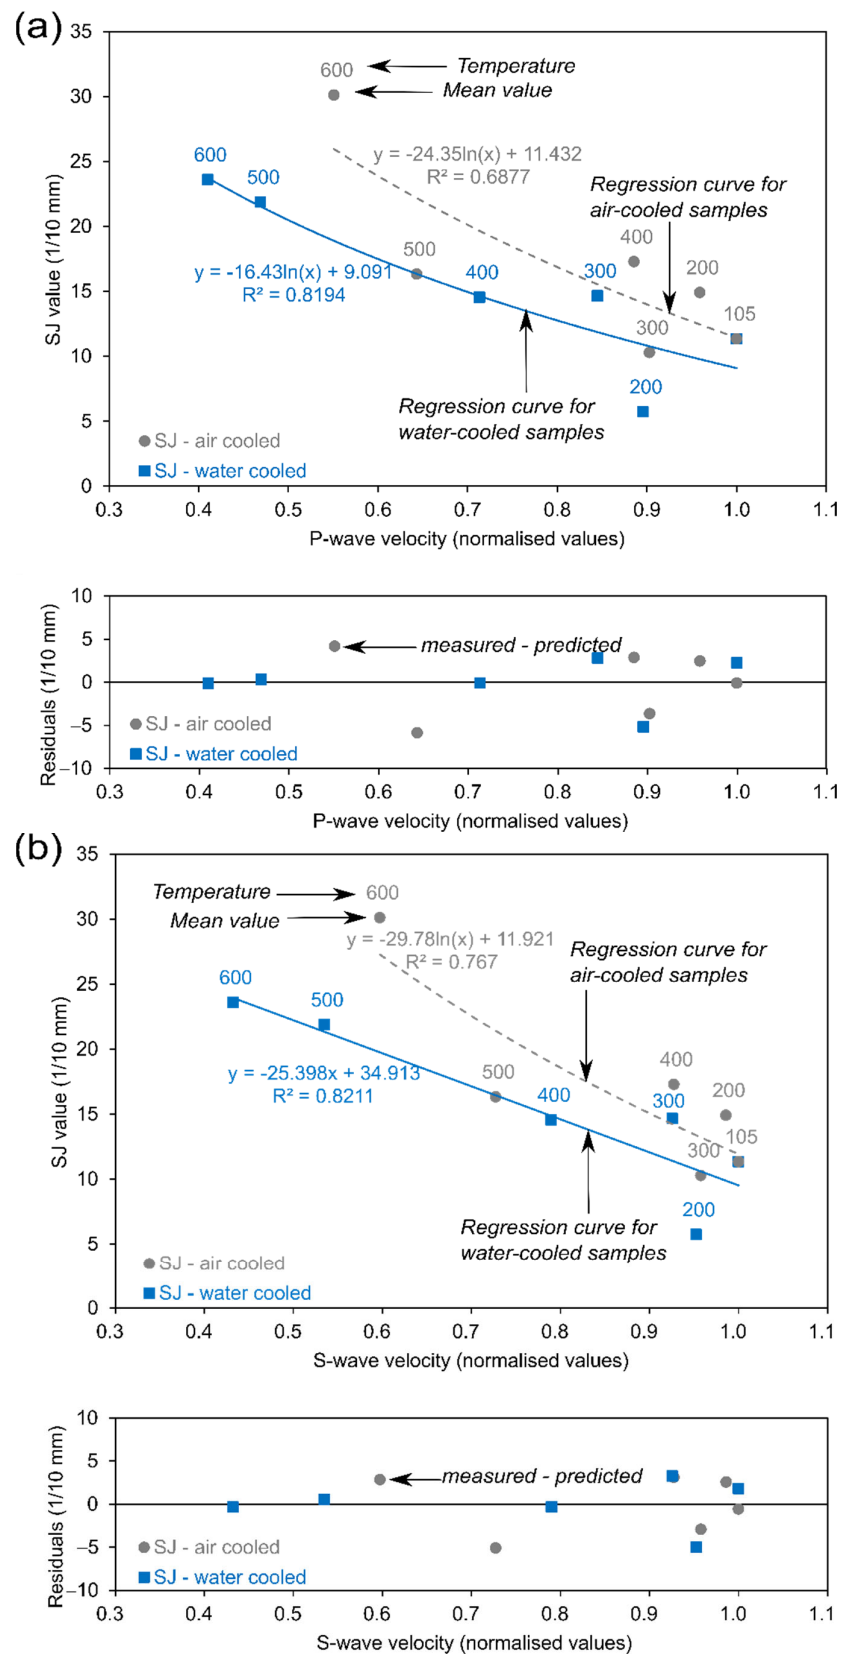 (a)
35
30
25
20
15
10
5
0
SJ value (1/10 mm)
600
Temperature
Mean value
y = -24.35ln(x) + 11.432
R² = 0.6877
Regression curve for
air-cooled samples
600
500
400
200
500
400
300
105
y = -16.43ln(x) + 9.091
R² = 0.8194
300
200
Regression curve for
water-cooled samples
SJ - air cooled
SJ - water cooled
0.3 0.4 0.5 0.6 0.7 0.8 0.9 1.0 1.1
P-wave velocity (normalised values)
10
5
0
−5
−10
Residuals (1/10 mm)
measured - predicted
SJ - air cooled
SJ - water cooled
0.3 0.4 0.5 0.6 0.7 0.8 0.9 1.0 1.1
P-wave velocity (normalised values)
(b)
35
30
25
20
15
10
5
0
SJ value (1/10 mm)
Temperature
600
Mean value
y = -29.78ln(x) + 11.921
R² = 0.767
Regression curve for
air-cooled samples
600
500
y = -25.398x + 34.913
R² = 0.8211
500
400
400
300
200
105
300
200
Regression curve for
water-cooled samples
SJ - air cooled
SJ - water cooled
0.3 0.4 0.5 0.6 0.7 0.8 0.9 1.0 1.1
S-wave velocity (normalised values)
10
5
0
−5
−10
Residuals (1/10 mm)
measured - predicted
SJ - air cooled
SJ - water cooled
0.3 0.4 0.5 0.6 0.7 0.8 0.9 1.0 1.1
S-wave velocity (normalised values)